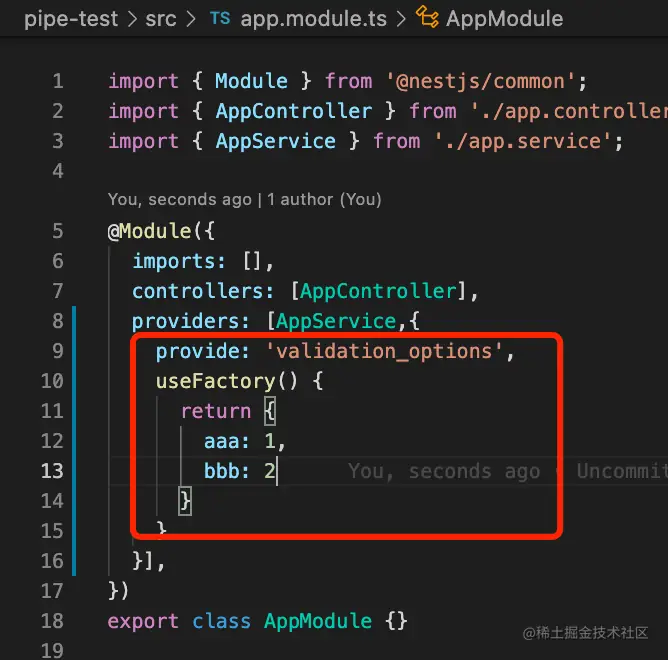 pipe-test > src > TS app.module.ts > AppModule
1 import { Module } from '@nestjs/common';
2 import { AppController } from './app.controller
3 import { AppService } from './app.service';
4
You, seconds ago | 1 author (You)
5 @Module({
6 imports: [],
7 controllers: [AppController],
8 providers: [AppService,{
9 provide: 'validation_options',
10 useFactory() {
11 return {
12 aaa: 1,
13 bbb: 2 You, seconds ago • Uncommit
14 }
15 }
16 }],
17 })
18 export class AppModule {}
19
@稀土掘金技术社区